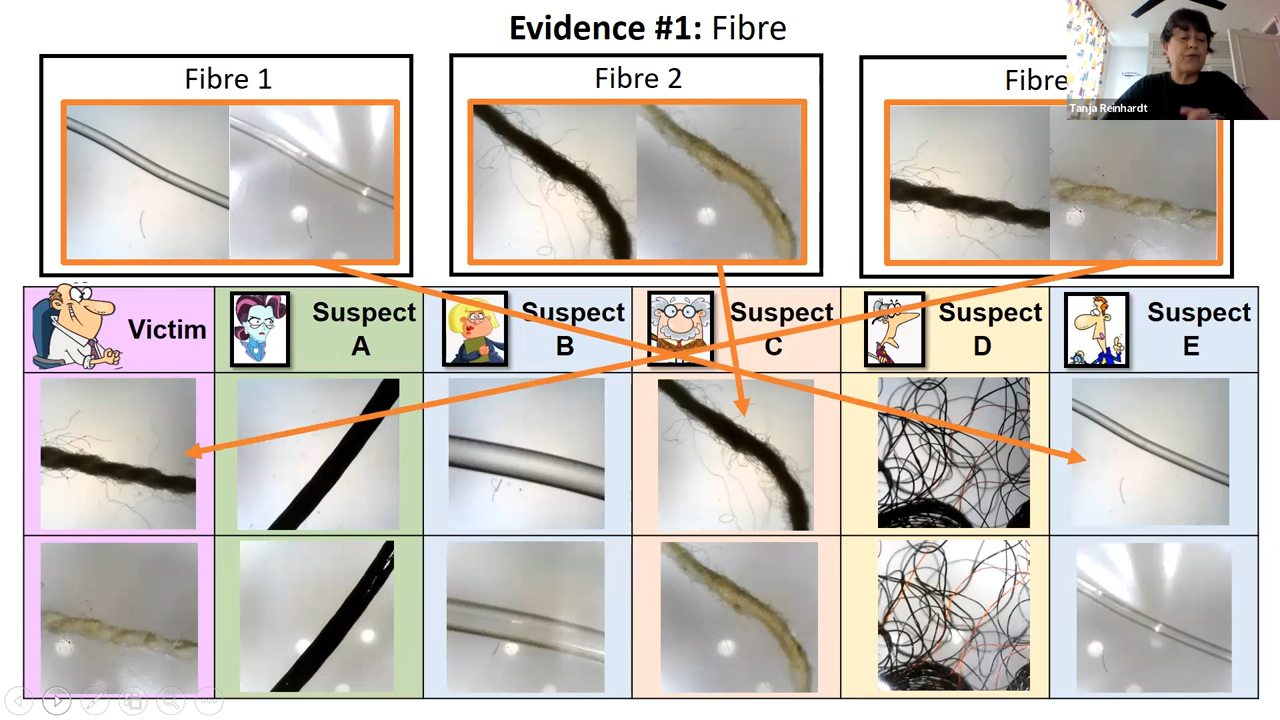 Evidence #1: Fibre
Fibre 1
Fibre 2
Fibre
Tanja Reinhardt
Victim
Suspect
A
Suspect
B
Suspect
C
Suspect
D
Suspect
E